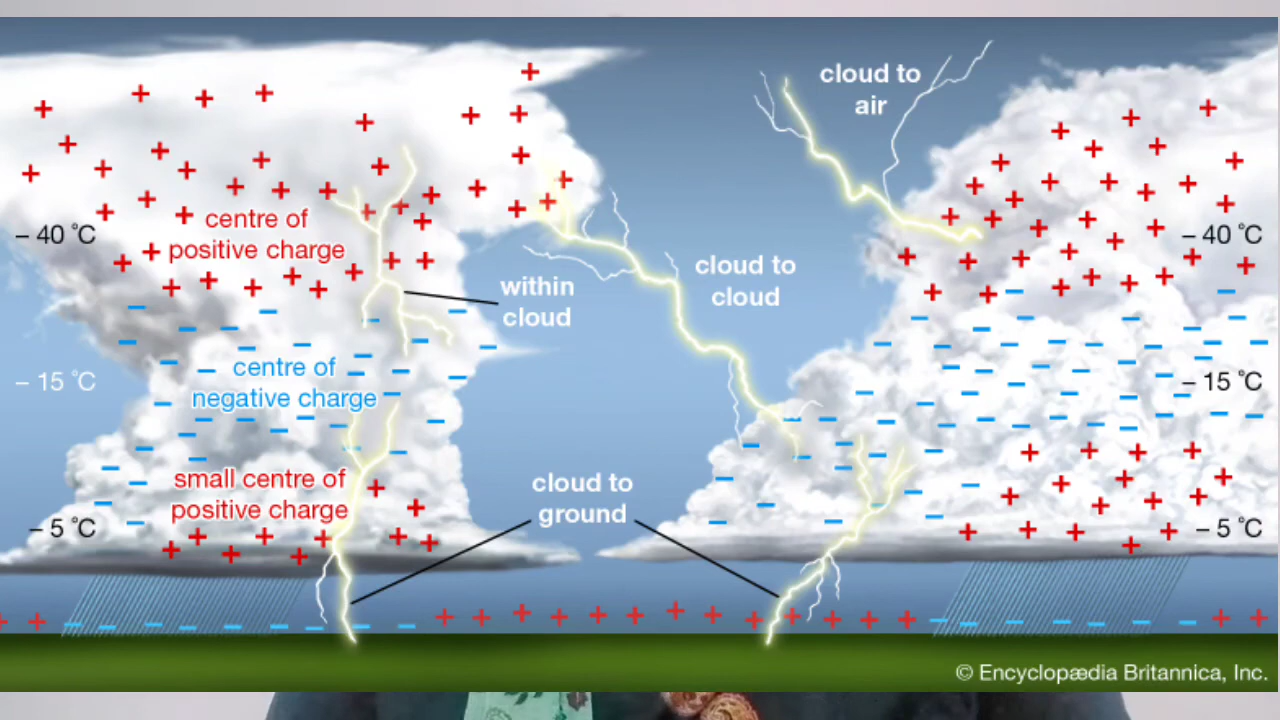 cloud to
air
centre of
positive charge
– 40 °C
– 40 °C
within
cloud
cloud to
cloud
centre of
negative charge
– 15 °C
– 15 °C
small centre of
positive charge
cloud to
ground
– 5 °C
– 5 °C
© Encyclopædia Britannica, Inc.